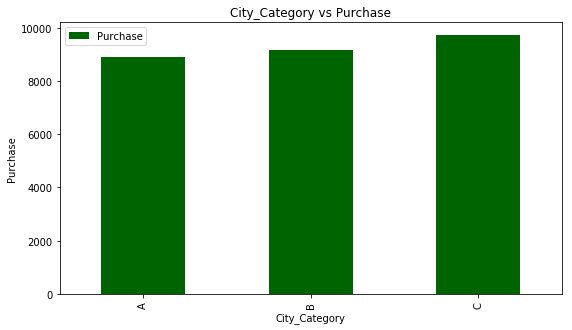 City_Category vs Purchase
Purchase
10000
8000
6000
4000
2000
0
Purchase
A
B
C
City_Category